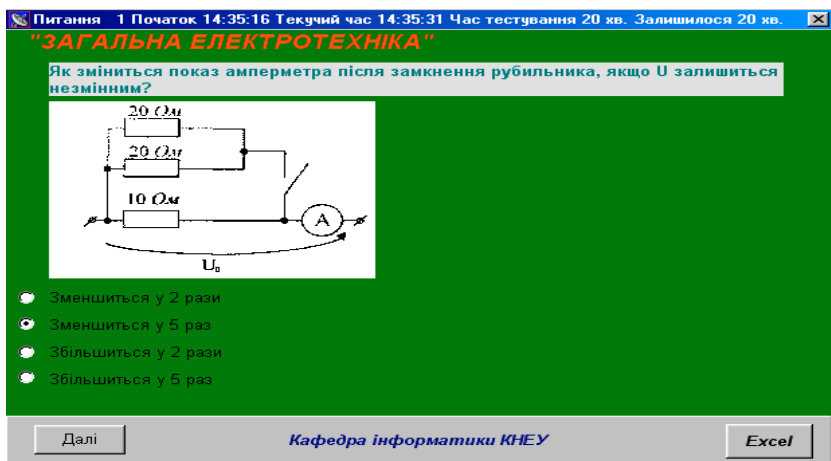 Питання 1 Початок 14:35:16 Текучий час 14:35:31 Час тестування 20 хв. Залишилося 20 хв.
"ЗАГАЛЬНА ЕЛЕКТРОТЕХНІКА"
Як зміниться показ амперметра після замкнення рубильника, якщо U залишиться
незмінним?
20 Ом
20 Ом
10 Ом
A
U₀
Зменшиться у 2 рази
Зменшиться у 5 раз
Збільшиться у 2 рази
Збільшиться у 5 раз
Далі
Кафедра інформатики КНЕУ
Excel